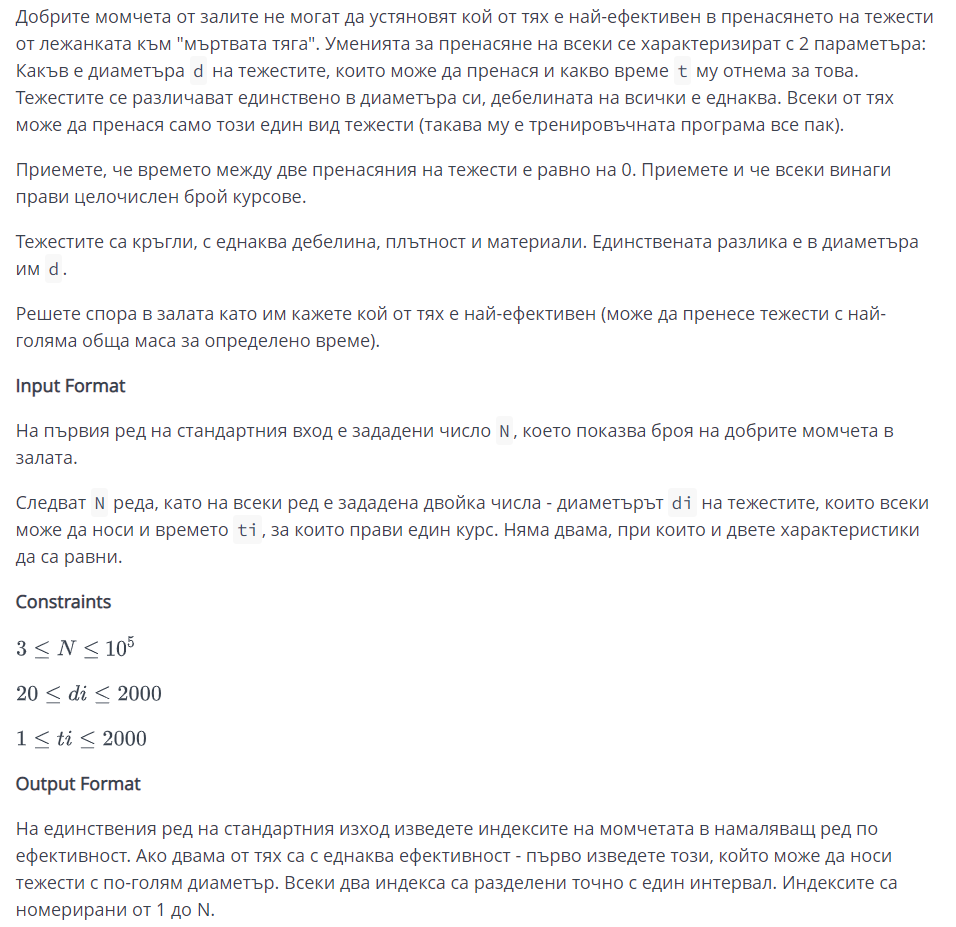 Добрите момчета от залите не могат да устяновят кой от тях е най-ефективен в пренасянето на тежести
от лежанката към "мъртвата тяга". Уменията за пренасяне на всеки се характеризират с 2 параметъра:
Какъв е диаметъра d на тежестите, които може да пренася и какво време t му отнема за това.
Тежестите се различават единствено в диаметъра си, дебелината на всички е еднаква. Всеки от тях
може да пренася само този един вид тежести (такава му е тренировъчната програма все пак).
Приемете, че времето между две пренасяния на тежести е равно на 0. Приемете и че всеки винаги
прави целочислен брой курсове.
Тежестите са кръгли, с еднаква дебелина, плътност и материали. Единствената разлика е в диаметъра
им d.
Решете спора в залата като им кажете кой от тях е най-ефективен (може да пренесе тежести с най-
голяма обща маса за определено време).
Input Format
На първия ред на стандартния вход е зададени число N, което показва броя на добрите момчета в
залата.
Следват N реда, като на всеки ред е зададена двойка числа - диаметърът di на тежестите, които всеки
може да носи и времето ti, за които прави един курс. Няма двама, при които и двете характеристики
да са равни.
Constraints
3 ≤ N ≤ 10⁵
20 ≤ di ≤ 2000
1 ≤ ti ≤ 2000
Output Format
На единствения ред на стандартния изход изведете индексите на момчетата в намаляващ ред по
ефективност. Ако двама от тях са с еднаква ефективност - първо изведете този, който може да носи
тежести с по-голям диаметър. Всеки два индекса са разделени точно с един интервал. Индексите са
номерирани от 1 до N.